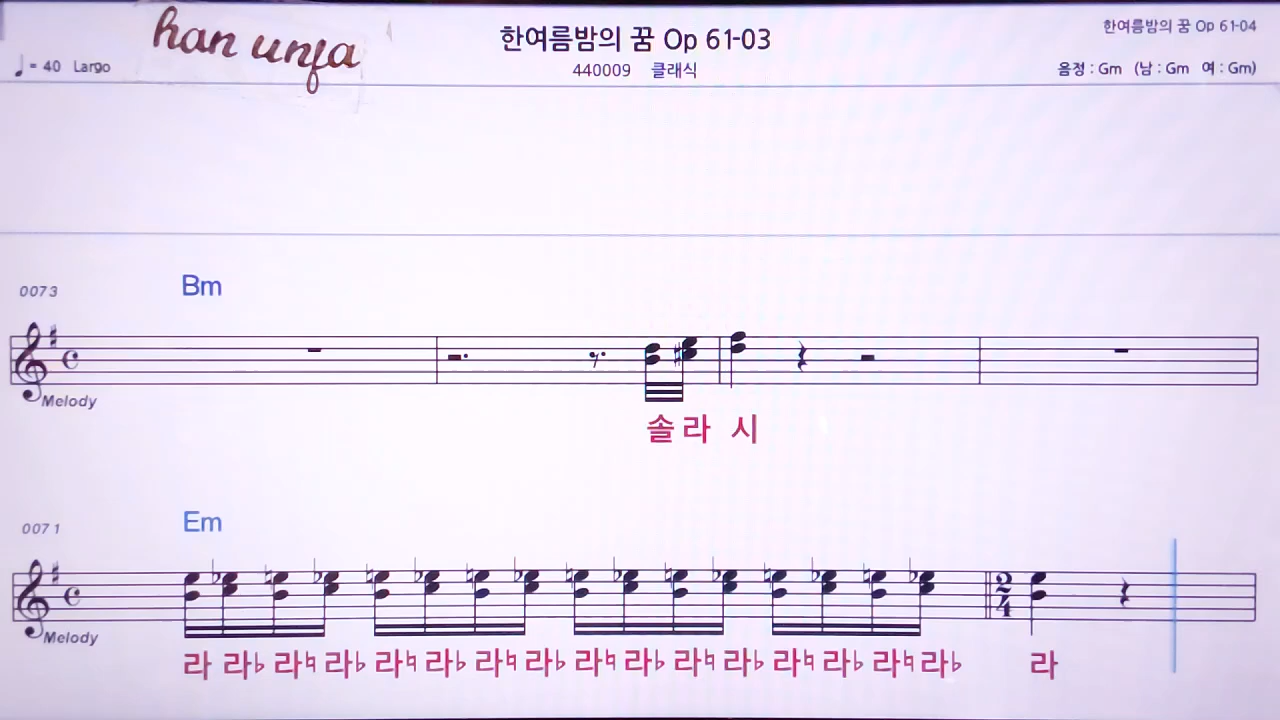 han unfa
한여름밤의 꿈 Op 61-03
한여름밤의 꿈 Op 61-04
♩ = 40 Largo
440009 클래식
음정 : Gm (남 : Gm 여 : Gm)
0073
Bm
Melody
솔 라 시
0071
Em
2
4
Melody
라 라♭ 라♮ 라♭ 라♮ 라♭ 라♮ 라♭ 라♮ 라♭ 라♮ 라♭ 라♮ 라♭ 라♮ 라♭ 라